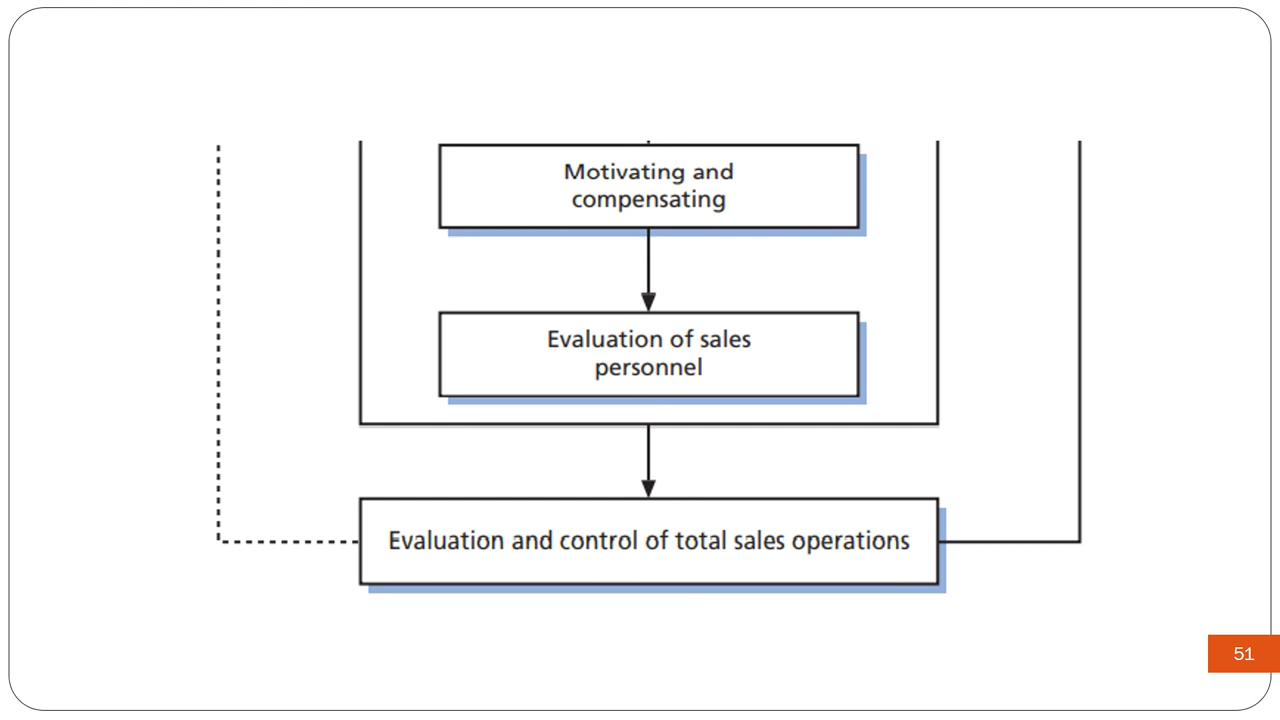 Motivating and
compensating
Evaluation of sales
personnel
Evaluation and control of total sales operations
51